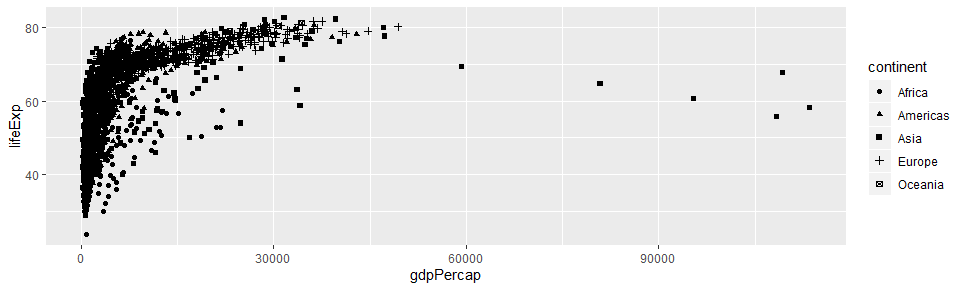 80
60
40
lifeExp
0
30000
60000
90000
gdpPercap
continent
Africa
Americas
Asia
Europe
Oceania